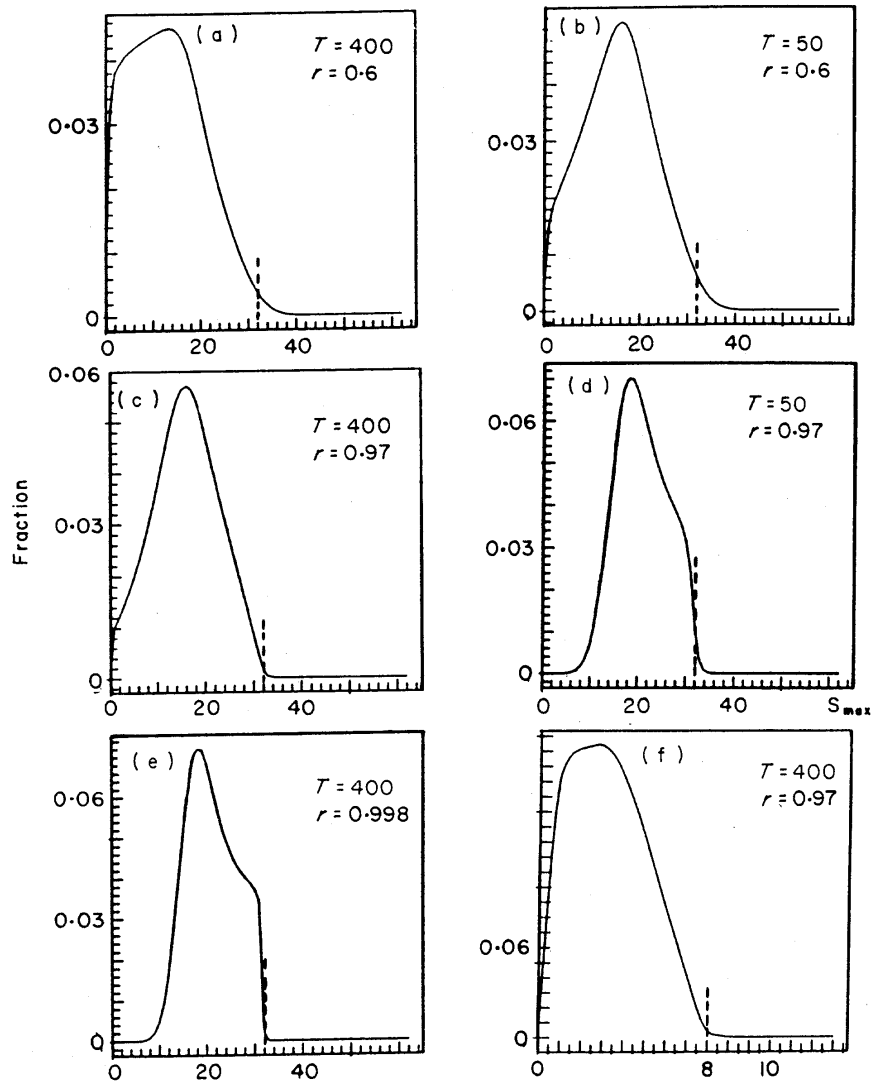 (a)
T = 400
r = 0·6
0·03
0
20
40
(b)
T = 50
r = 0·6
0·03
0
0
20
40
Fraction
(c)
T = 400
r = 0·97
0·06
0·03
0
0
20
40
(d)
T = 50
r = 0·97
0·06
0·03
0
0
20
40
Smax
(e)
T = 400
r = 0·998
0·06
0·03
0
0
20
40
(f)
T = 400
r = 0·97
0·06
0
0
8
10